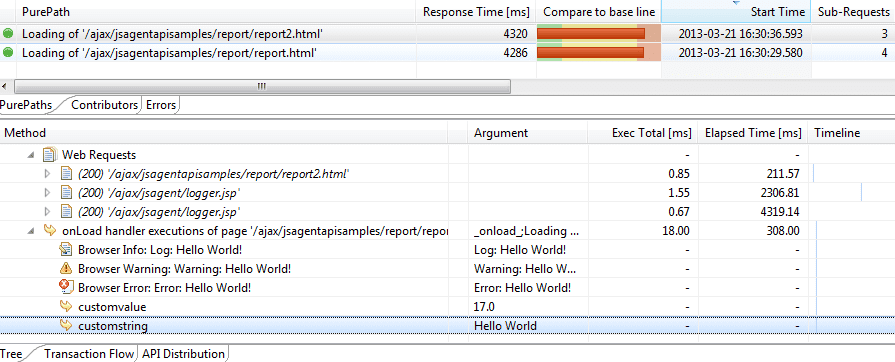 PurePath Response Time [ms] Compare to base line Start Time Sub-Requests
Loading of '/ajax/jsagentapisamples/report/report2.html' 4320 2013-03-21 16:30:36.593 3
Loading of '/ajax/jsagentapisamples/report/report.html' 4286 2013-03-21 16:30:29.580 4
PurePaths Contributors Errors
Method Argument Exec Total [ms] Elapsed Time [ms] Timeline
Web Requests - -
(200) '/ajax/jsagentapisamples/report/report2.html' 0.85 211.57
(200) '/ajax/jsagent/logger.jsp' 1.55 2306.81
(200) '/ajax/jsagent/logger.jsp' 0.67 4319.14
onLoad handler executions of page '/ajax/jsagentapisamples/report/repor _onload_;Loading ... 18.00 308.00
Browser Info: Log: Hello World! Log: Hello World! - -
Browser Warning: Warning: Hello World! Warning: Hello W... - -
Browser Error: Error: Hello World! Error: Hello World! - -
customvalue 17.0 - -
customstring Hello World - -
Tree Transaction Flow API Distribution